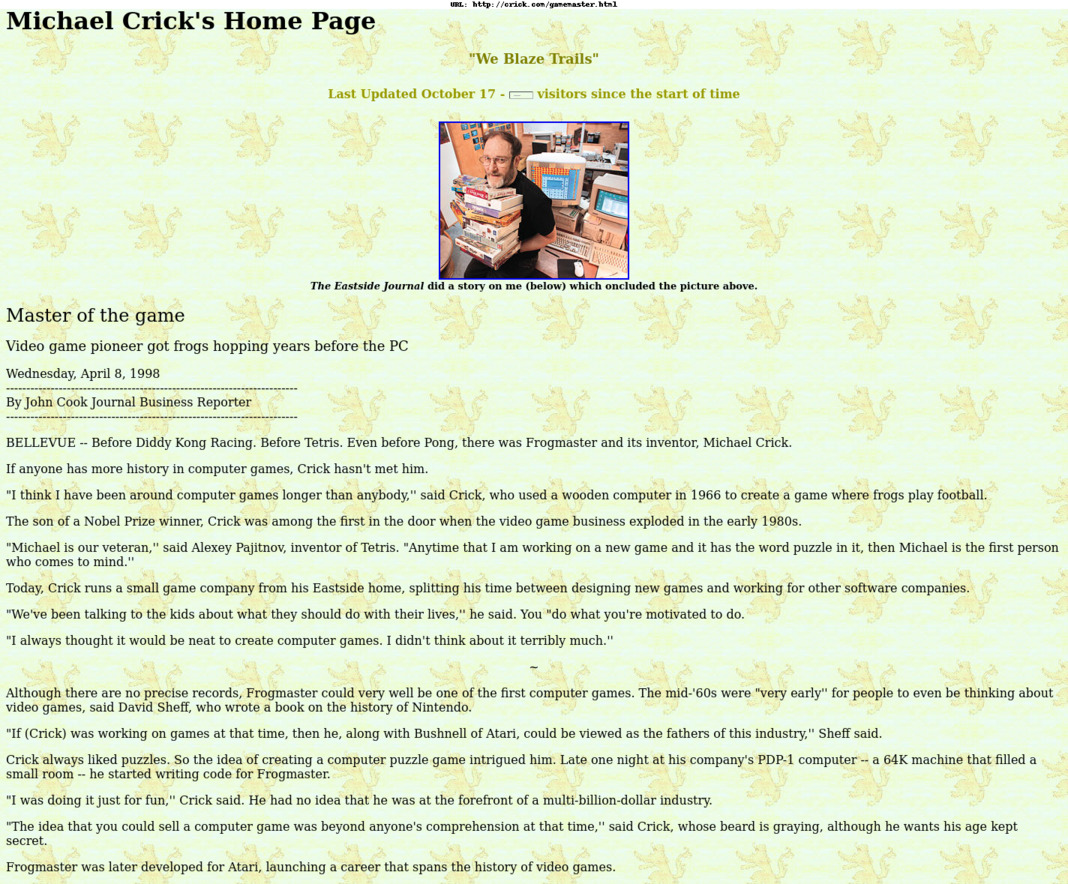 URL: http://crick.com/gamemaster.html
Michael Crick's Home Page
"We Blaze Trails"
Last Updated October 17 - visitors since the start of time
The Eastside Journal did a story on me (below) which oncluded the picture above.
Master of the game
Video game pioneer got frogs hopping years before the PC
Wednesday, April 8, 1998
------------------------------------------------------------------------
By John Cook Journal Business Reporter
------------------------------------------------------------------------
BELLEVUE -- Before Diddy Kong Racing. Before Tetris. Even before Pong, there was Frogmaster and its inventor, Michael Crick.
If anyone has more history in computer games, Crick hasn't met him.
"I think I have been around computer games longer than anybody,'' said Crick, who used a wooden computer in 1966 to create a game where frogs play football.
The son of a Nobel Prize winner, Crick was among the first in the door when the video game business exploded in the early 1980s.
"Michael is our veteran,'' said Alexey Pajitnov, inventor of Tetris. "Anytime that I am working on a new game and it has the word puzzle in it, then Michael is the first person
who comes to mind.''
Today, Crick runs a small game company from his Eastside home, splitting his time between designing new games and working for other software companies.
"We've been talking to the kids about what they should do with their lives,'' he said. You "do what you're motivated to do.
"I always thought it would be neat to create computer games. I didn't think about it terribly much.''
~
Although there are no precise records, Frogmaster could very well be one of the first computer games. The mid-'60s were "very early'' for people to even be thinking about
video games, said David Sheff, who wrote a book on the history of Nintendo.
"If (Crick) was working on games at that time, then he, along with Bushnell of Atari, could be viewed as the fathers of this industry,'' Sheff said.
Crick always liked puzzles. So the idea of creating a computer puzzle game intrigued him. Late one night at his company's PDP-1 computer -- a 64K machine that filled a
small room -- he started writing code for Frogmaster.
"I was doing it just for fun,'' Crick said. He had no idea that he was at the forefront of a multi-billion-dollar industry.
"The idea that you could sell a computer game was beyond anyone's comprehension at that time,'' said Crick, whose beard is graying, although he wants his age kept
secret.
Frogmaster was later developed for Atari, launching a career that spans the history of video games.